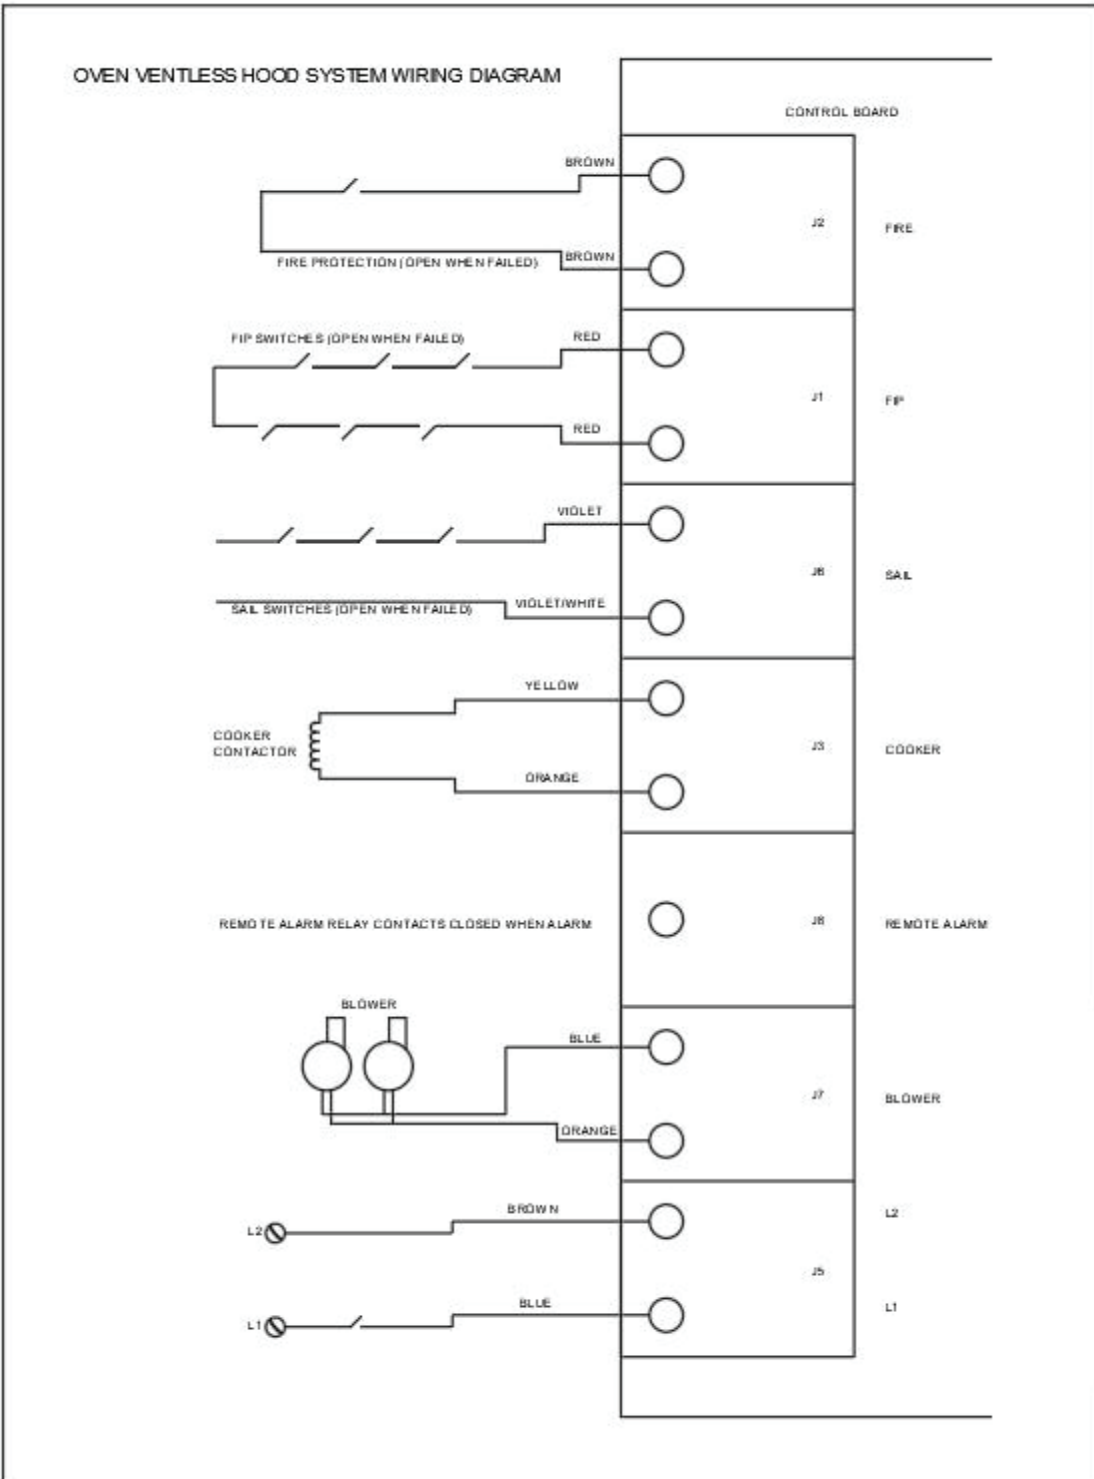 OVEN VENTLESS HOOD SYSTEM WIRING DIAGRAM
CONTROL BOARD
BROWN
J2
FIRE
BROWN
FIRE PROTECTION (OPEN WHEN FAILED)
FIP SWITCHES (OPEN WHEN FAILED)
RED
J1
FIP
RED
VIOLET
J6
SAIL
VIOLET/WHITE
SAIL SWITCHES (OPEN WHEN FAILED)
YELLOW
COOKER
CONTACTOR
J3
COOKER
ORANGE
REMOTE ALARM RELAY CONTACTS CLOSED WHEN ALARM
J8
REMOTE ALARM
BLOWER
BLUE
J7
BLOWER
ORANGE
BROWN
L2
L2
J5
BLUE
L1
L1